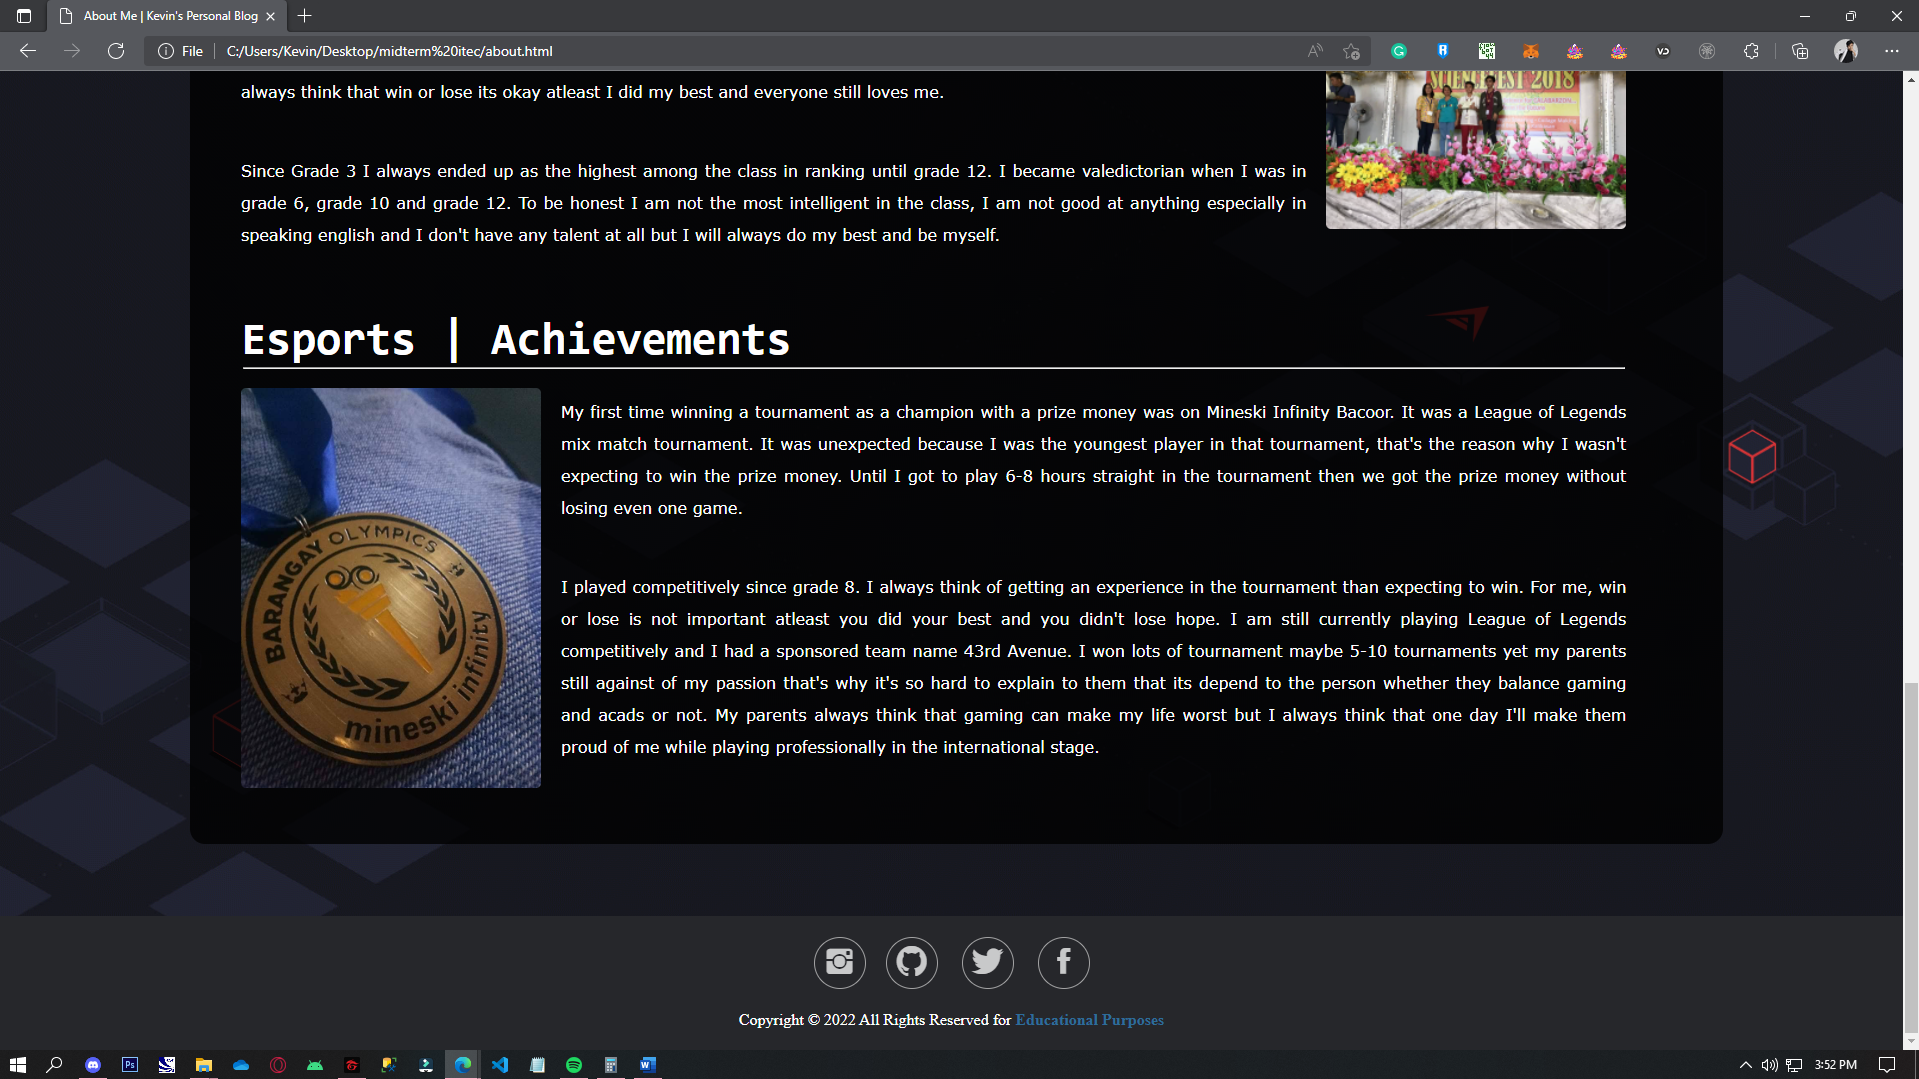 About Me | Kevin's Personal Blog
File
C:/Users/Kevin/Desktop/midterm%20itec/about.html
always think that win or lose its okay atleast I did my best and everyone still loves me.
SCIENCEFEST 2018
Since Grade 3 I always ended up as the highest among the class in ranking until grade 12. I became valedictorian when I was in
grade 6, grade 10 and grade 12. To be honest I am not the most intelligent in the class, I am not good at anything especially in
speaking english and I don't have any talent at all but I will always do my best and be myself.
Esports | Achievements
My first time winning a tournament as a champion with a prize money was on Mineski Infinity Bacoor. It was a League of Legends
mix match tournament. It was unexpected because I was the youngest player in that tournament, that's the reason why I wasn't
expecting to win the prize money. Until I got to play 6-8 hours straight in the tournament then we got the prize money without
losing even one game.
BARANGAY OLYMPICS
mineski infinity
I played competitively since grade 8. I always think of getting an experience in the tournament than expecting to win. For me, win
or lose is not important atleast you did your best and you didn't lose hope. I am still currently playing League of Legends
competitively and I had a sponsored team name 43rd Avenue. I won lots of tournament maybe 5-10 tournaments yet my parents
still against of my passion that's why it's so hard to explain to them that its depend to the person whether they balance gaming
and acads or not. My parents always think that gaming can make my life worst but I always think that one day I'll make them
proud of me while playing professionally in the international stage.
Copyright © 2022 All Rights Reserved for Educational Purposes
3:52 PM